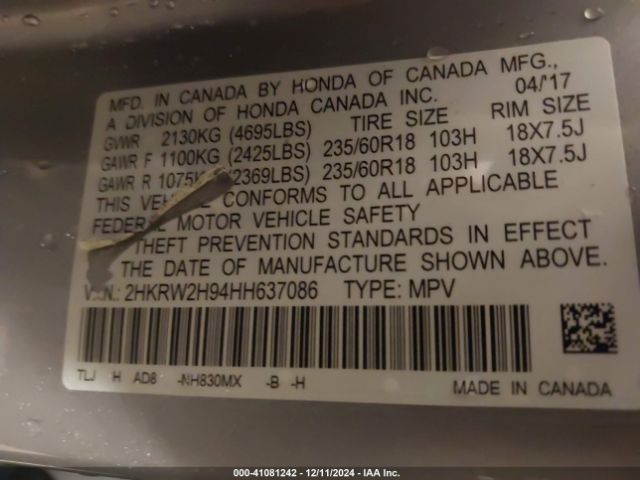 MFD. IN CANADA BY HONDA OF CANADA MFG.,
A DIVISION OF HONDA CANADA INC. 04/'17
GVWR 2130KG (4695LBS) TIRE SIZE RIM SIZE
GAWR F 1100KG (2425LBS) 235/60R18 103H 18X7.5J
GAWR R 1075KG (2369LBS) 235/60R18 103H 18X7.5J
THIS CONFORMS TO ALL APPLICABLE
FEDERAL MOTOR VEHICLE SAFETY
THEFT PREVENTION STANDARDS IN EFFECT
THE DATE OF MANUFACTURE SHOWN ABOVE.
V.I.N.: 2HKRW2H94HH637086 TYPE: MPV
TLJ H AD8 -NH830MX -B -H
MADE IN CANADA
000-41081242 - 12/11/2024 - IAA Inc.